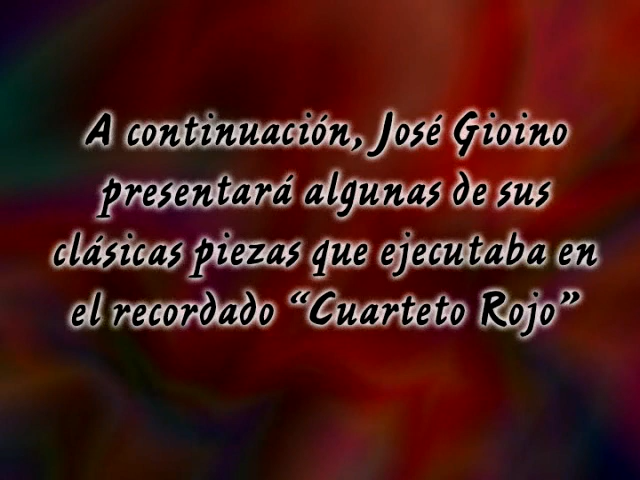 A continuación, José Gioino
presentará algunas de sus
clásicas piezas que ejecutaba en
el recordado “Cuarteto Rojo”